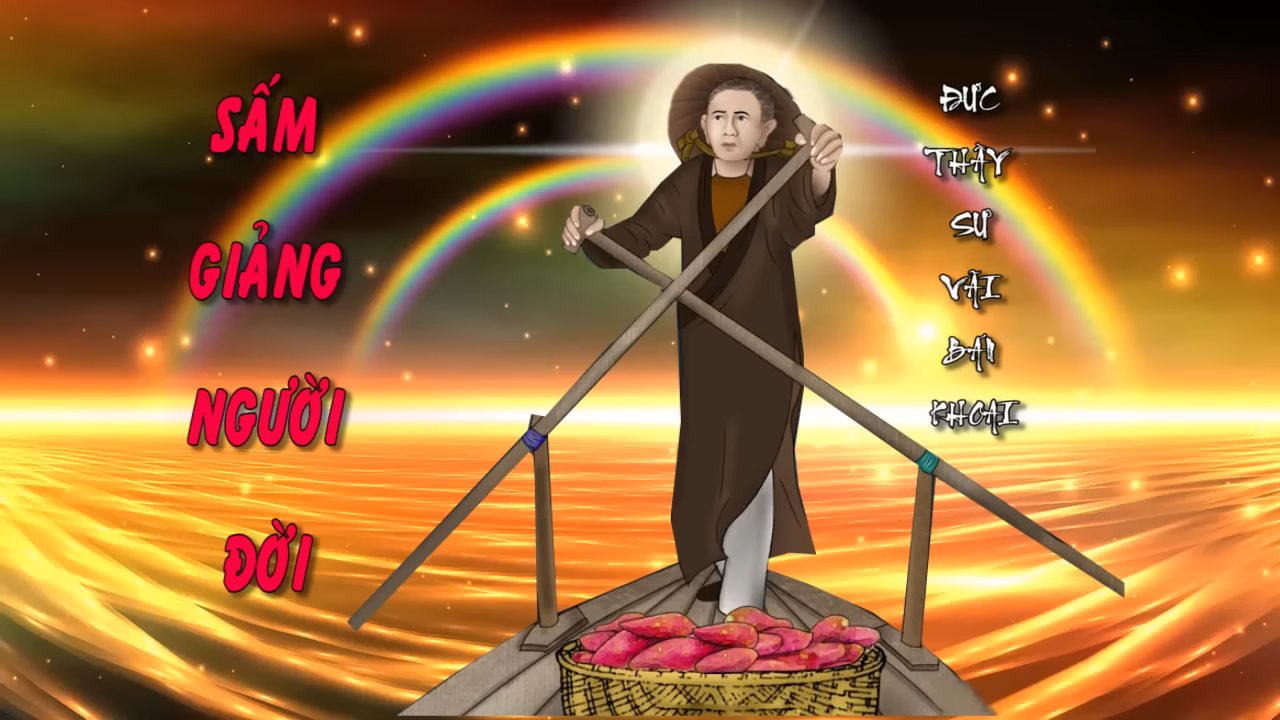 SẤM
GIẢNG
NGƯỜI
ĐỜI
ĐỨC
THẦY
SƯ
VÃI
BÁN
KHOAI